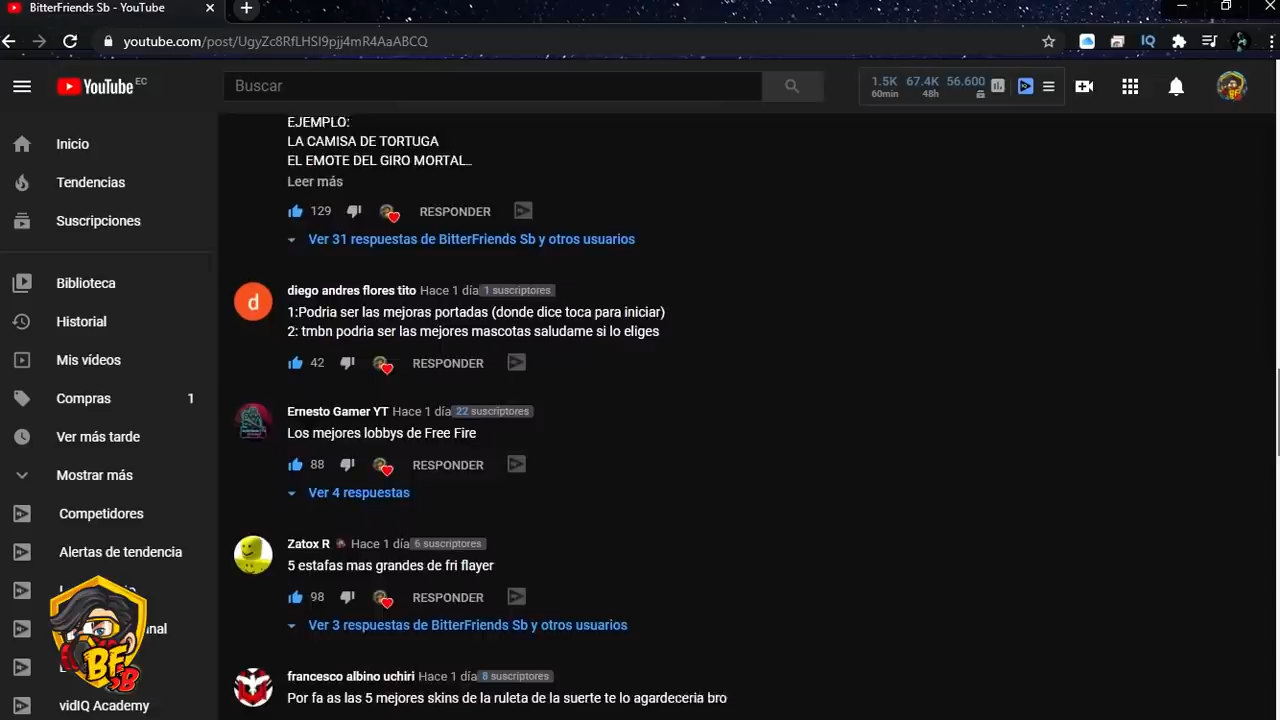 BitterFriends Sb - YouTube
youtube.com/post/UgyZc8RfLHSI9pjj4mR4AaABCQ
IQ
YouTube EC
Buscar
1.5K 67.4K 56.600
60min 48h
EJEMPLO:
LA CAMISA DE TORTUGA
EL EMOTE DEL GIRO MORTAL...
Leer más
129 RESPONDER
Ver 31 respuestas de BitterFriends Sb y otros usuarios
d
diego andres flores tito Hace 1 día 1 suscriptores
1:Podria ser las mejoras portadas (donde dice toca para iniciar)
2: tmbn podria ser las mejores mascotas saludame si lo eliges
42 RESPONDER
Ernesto Gamer YT Hace 1 día 22 suscriptores
Los mejores lobbys de Free Fire
88 RESPONDER
Ver 4 respuestas
Zatox R Hace 1 día 6 suscriptores
5 estafas mas grandes de fri flayer
98 RESPONDER
Ver 3 respuestas de BitterFriends Sb y otros usuarios
francesco albino uchiri Hace 1 día 8 suscriptores
Por fa as las 5 mejores skins de la ruleta de la suerte te lo agardeceria bro
Inicio
Tendencias
Suscripciones
Biblioteca
Historial
Mis vídeos
Compras 1
Ver más tarde
Mostrar más
Competidores
Alertas de tendencia
vidIQ Academy
BF
SB